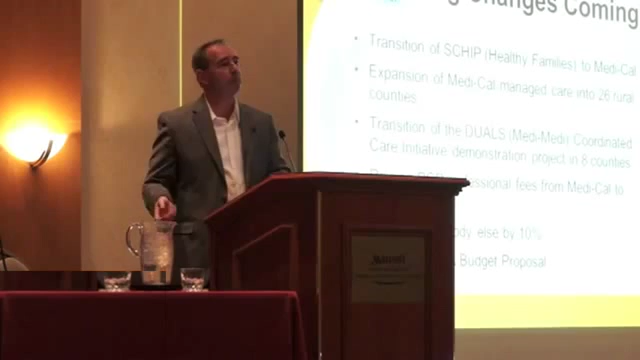 Changes Coming
• Transition of SCHIP (Healthy Families) to Medi-Cal
• Expansion of Medi-Cal managed care into 26 rural
counties
• Transition of the DUALS (Medi-Medi) Coordinated
Care Initiative demonstration project in 8 counties
fees from Medi-Cal to
else by 10%
Budget Proposal
Marriott